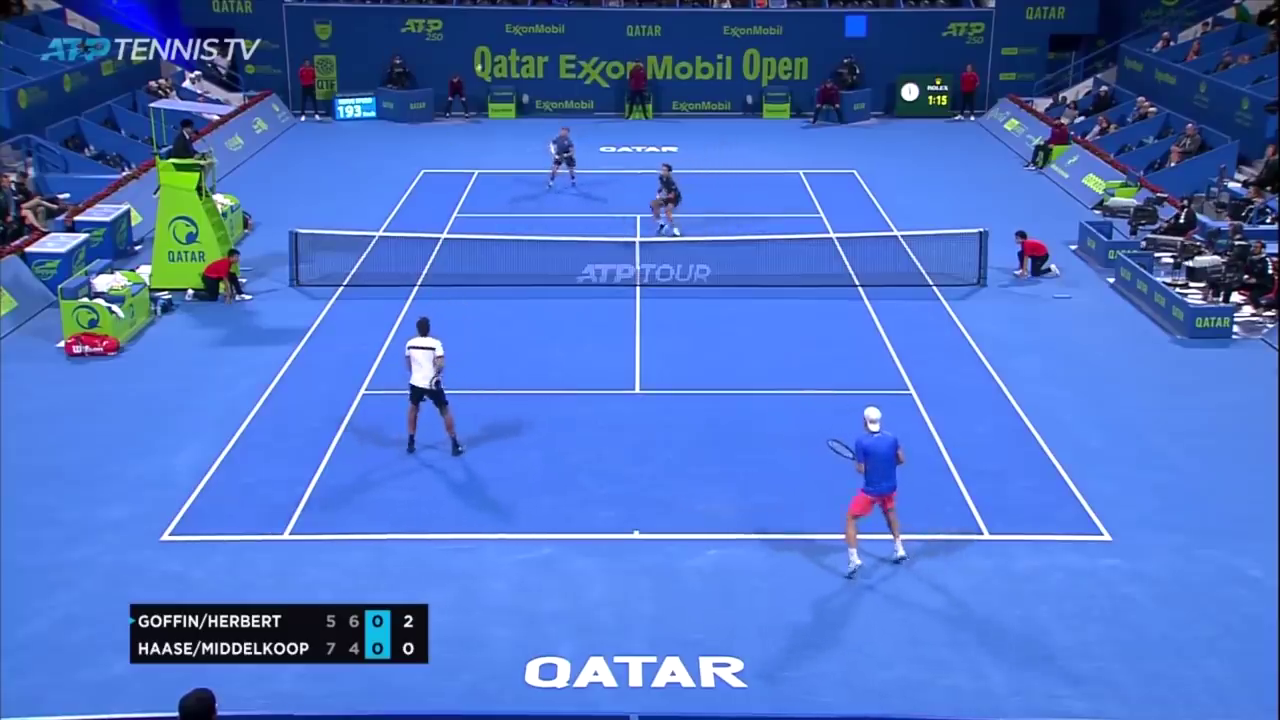 ATP TENNIS TV
QATAR
ATP
250
ExxonMobil
QATAR
ExxonMobil
ATP
250
QATAR
Qatar ExxonMobil Open
QTF
ExxonMobil
ExxonMobil
193
ROLEX
1:15
QATAR
QATAR
QATAR
ATP TOUR
QATAR
Wilson
GOFFIN/HERBERT 5 6 0 2
HAASE/MIDDELKOOP 7 4 0 0
QATAR